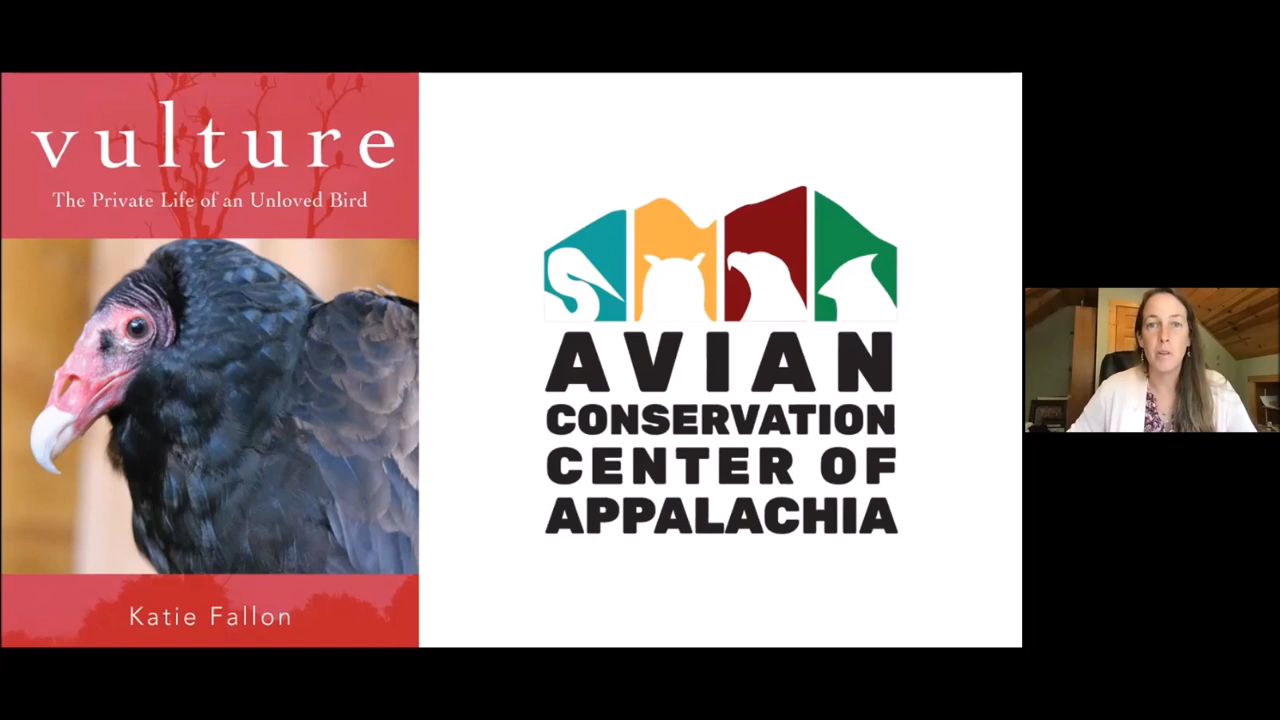 vulture
The Private Life of an Unloved Bird
Katie Fallon
AVIAN
CONSERVATION
CENTER OF
APPALACHIA